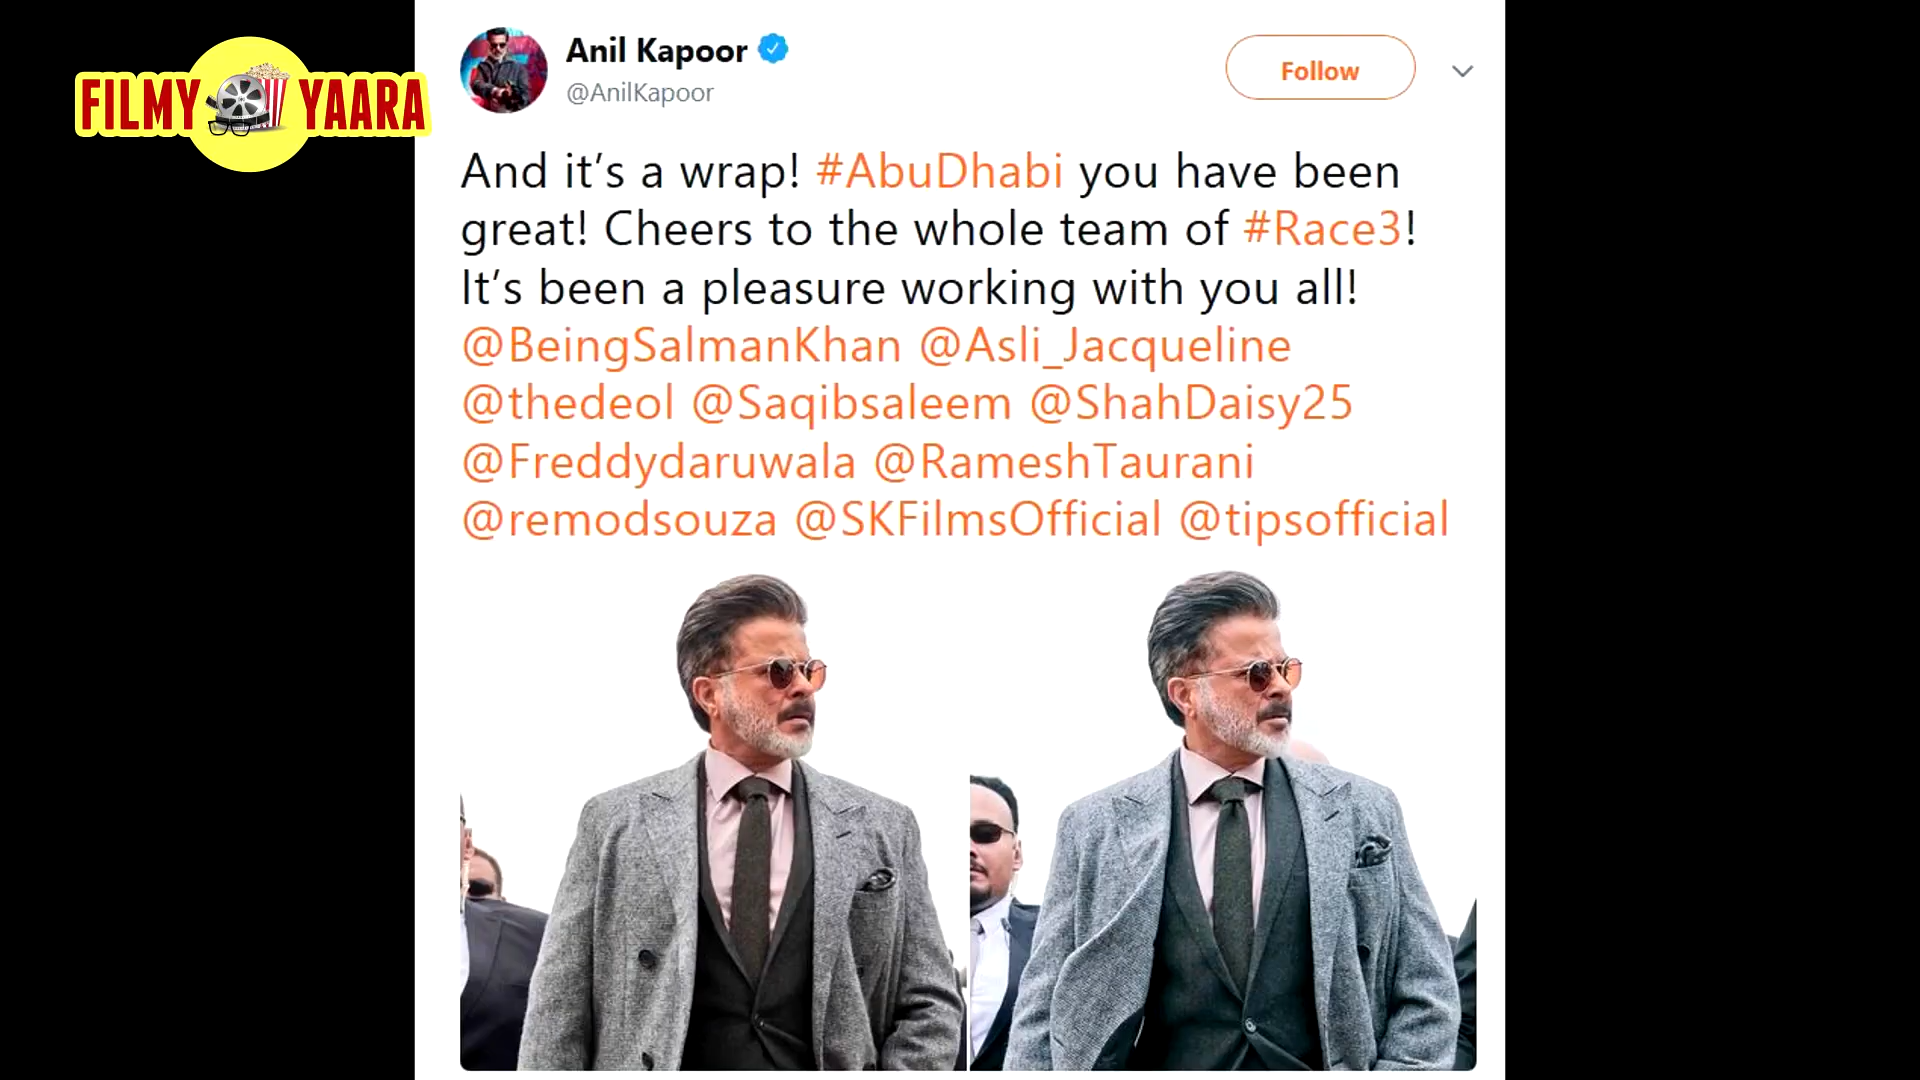 FILMY YAARA
Anil Kapoor
@AnilKapoor
Follow
And it’s a wrap! #AbuDhabi you have been
great! Cheers to the whole team of #Race3!
It’s been a pleasure working with you all!
@BeingSalmanKhan @Asli_Jacqueline
@thedeol @Saqibsaleem @ShahDaisy25
@Freddydaruwala @RameshTaurani
@remodsouza @SKFilmsOfficial @tipsofficial